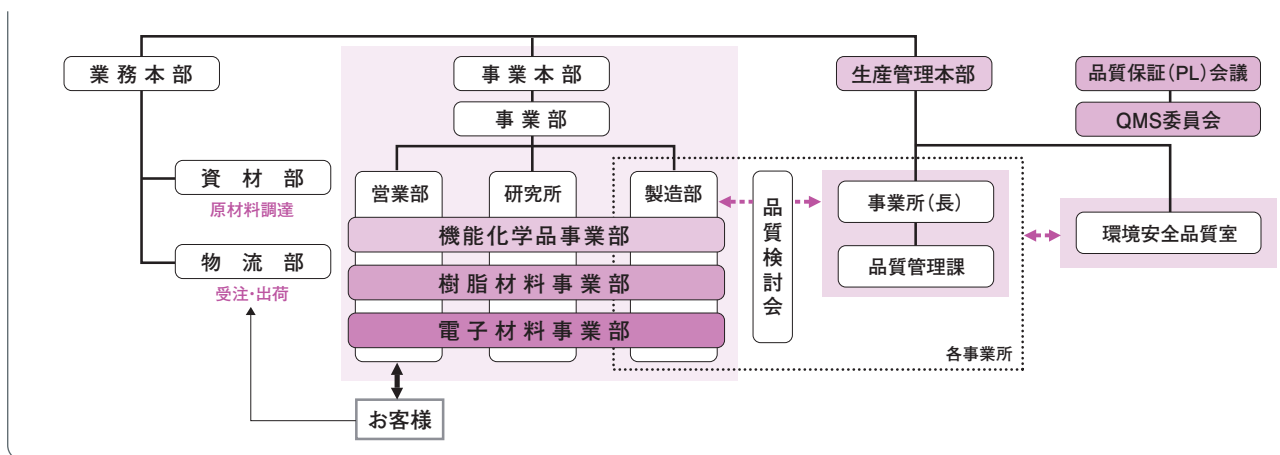 業務本部
事業本部
生産管理本部
品質保証(PL)会議
事業部
QMS委員会
資材部
原材料調達
営業部
研究所
製造部
品質検討会
事業所(長)
機能化学品事業部
環境安全品質室
物流部
受注・出荷
樹脂材料事業部
品質管理課
電子材料事業部
各事業所
お客様